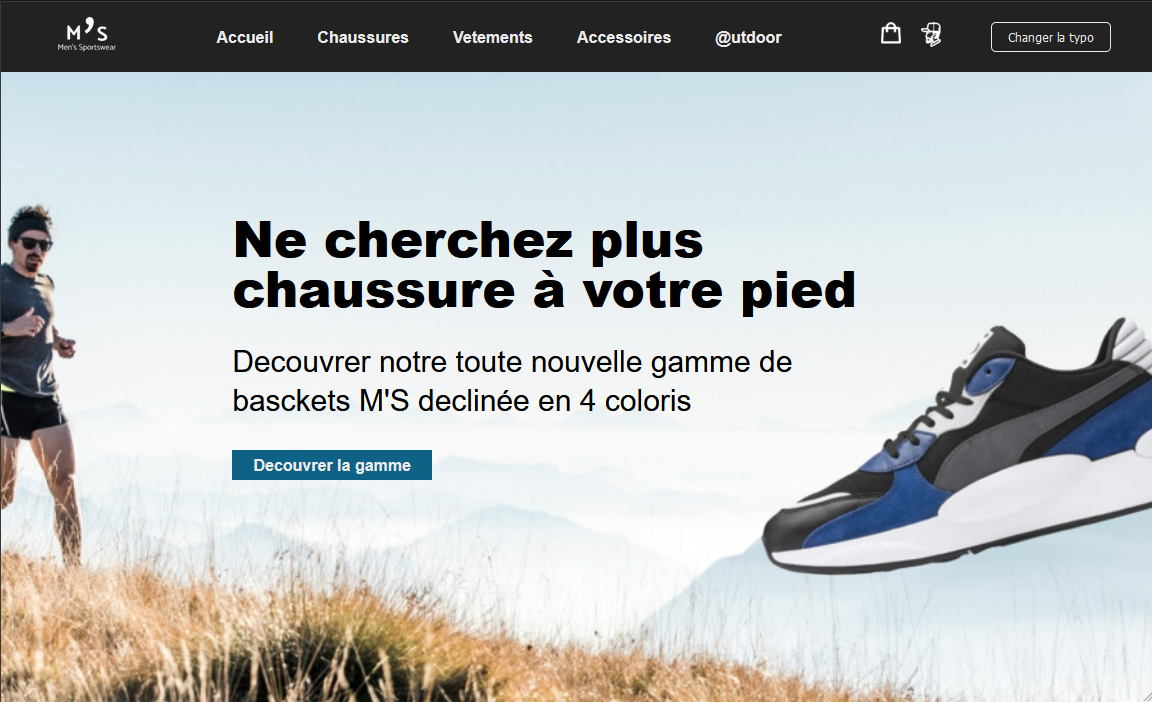 M'S
Men's Sportswear
Accueil Chaussures Vetements Accessoires @utdoor
Changer la typo
Ne cherchez plus
chaussure à votre pied
Decouvrer notre toute nouvelle gamme de
basckets M'S declinée en 4 coloris
Decouvrer la gamme